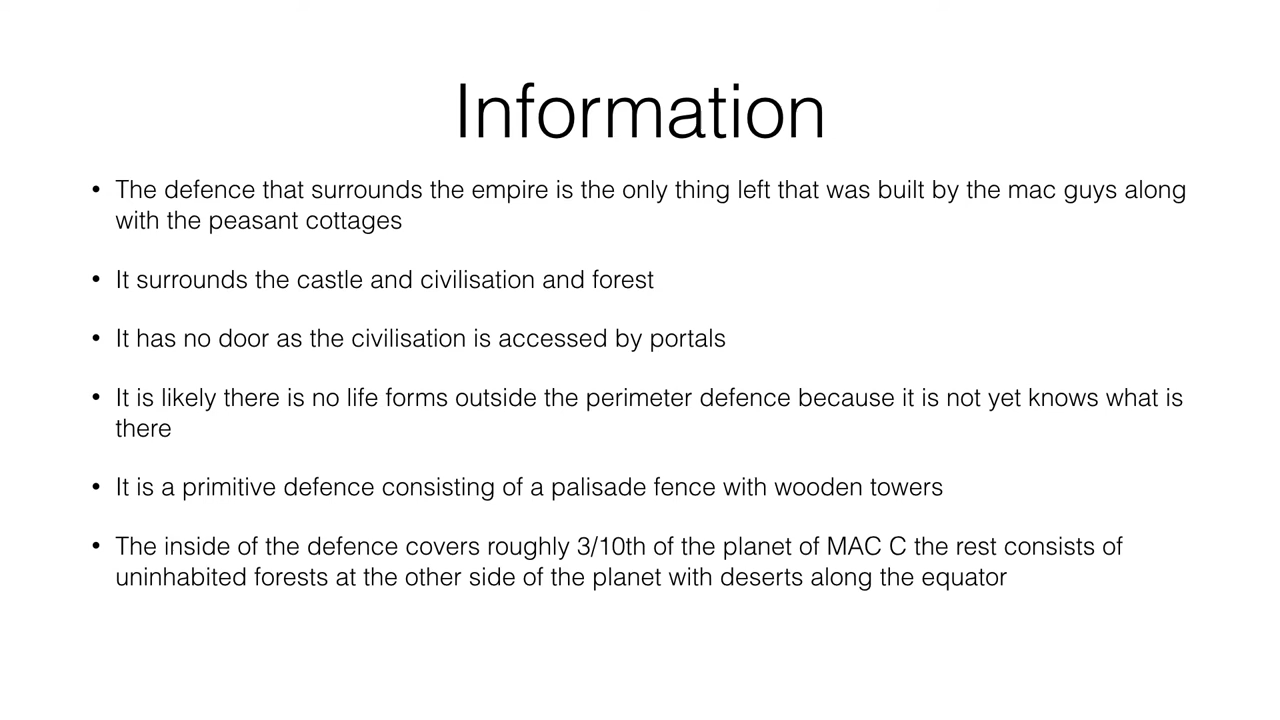 Information
• The defence that surrounds the empire is the only thing left that was built by the mac guys along
with the peasant cottages
• It surrounds the castle and civilisation and forest
• It has no door as the civilisation is accessed by portals
• It is likely there is no life forms outside the perimeter defence because it is not yet knows what is
there
• It is a primitive defence consisting of a palisade fence with wooden towers
• The inside of the defence covers roughly 3/10th of the planet of MAC C the rest consists of
uninhabited forests at the other side of the planet with deserts along the equator